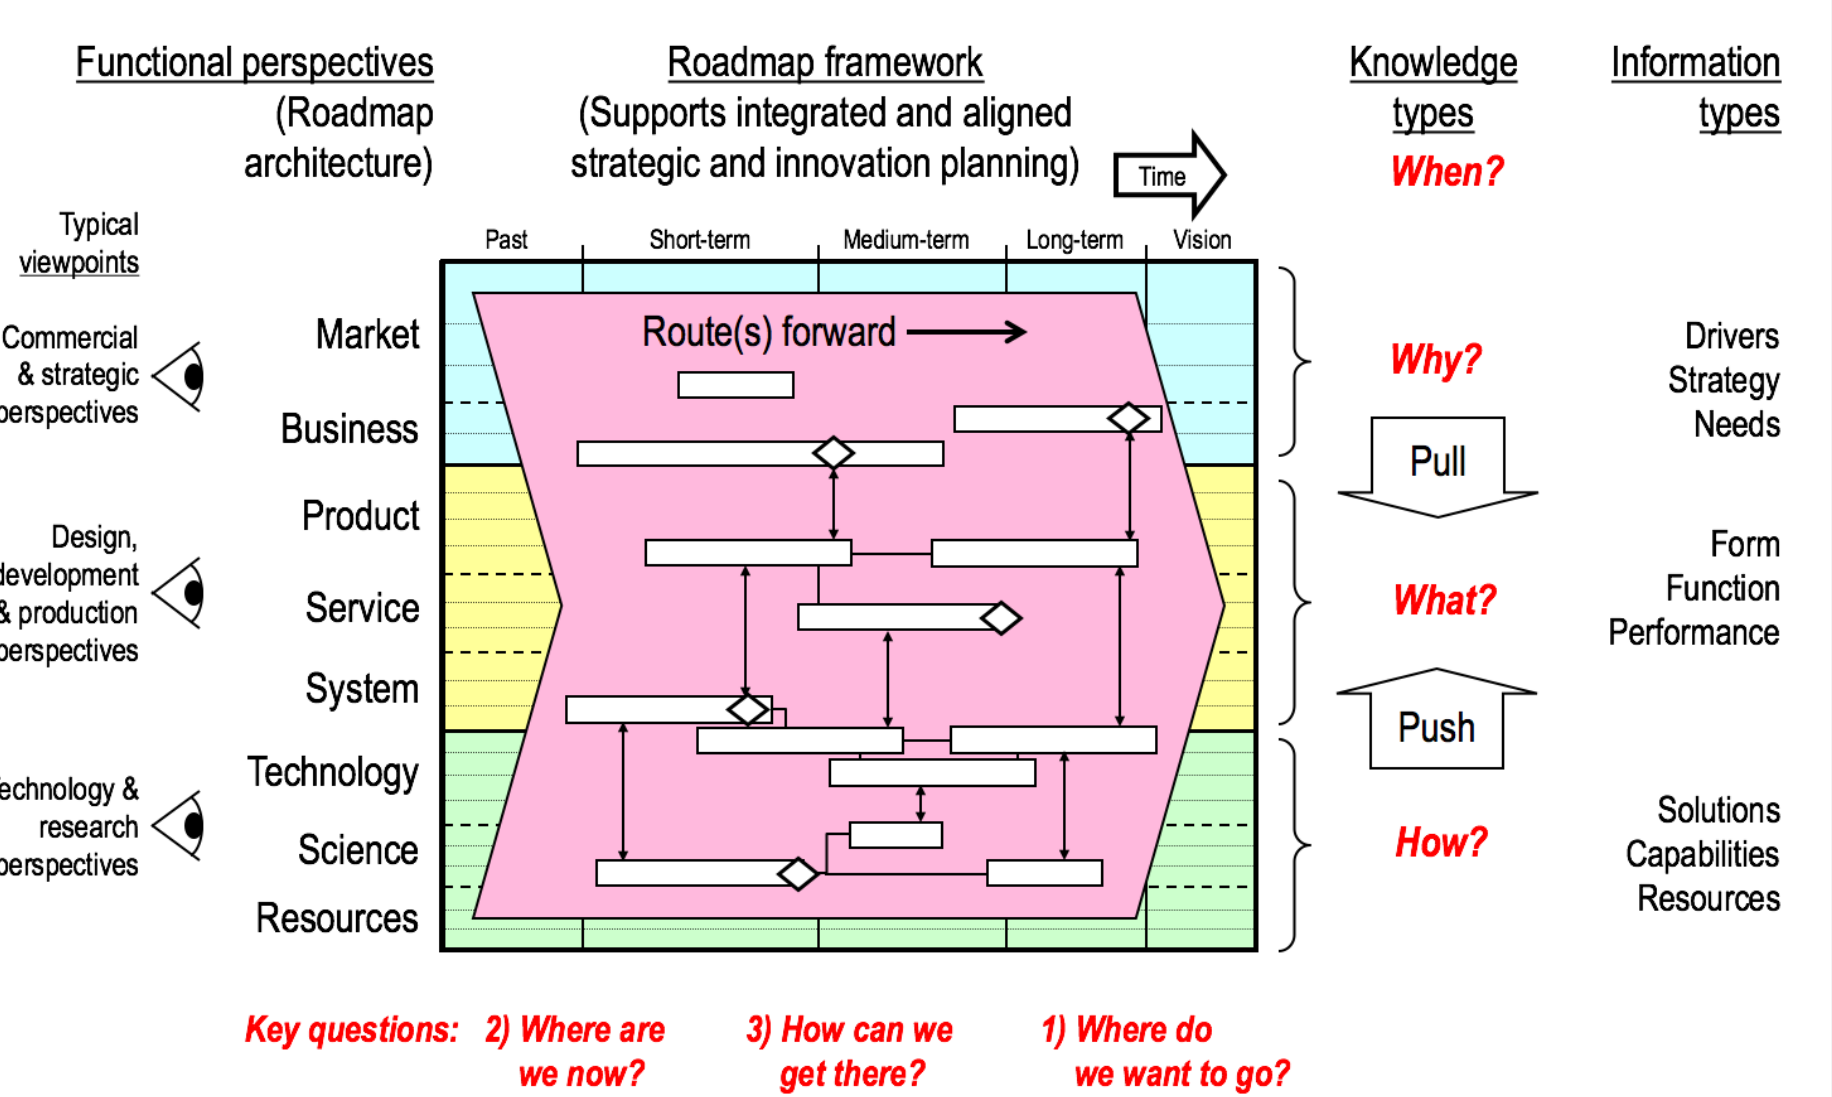 Functional perspectives
(Roadmap
architecture)
Roadmap framework
(Supports integrated and aligned
strategic and innovation planning)
Time
Knowledge
types
When?
Information
types
Typical
viewpoints
Past
Short-term
Medium-term
Long-term
Vision
Commercial
& strategic
perspectives
Market
Business
Route(s) forward
Why?
Drivers
Strategy
Needs
Pull
Design,
development
& production
perspectives
Product
Service
System
What?
Form
Function
Performance
Push
Technology &
research
perspectives
Technology
Science
Resources
How?
Solutions
Capabilities
Resources
Key questions:
2) Where are
we now?
3) How can we
get there?
1) Where do
we want to go?